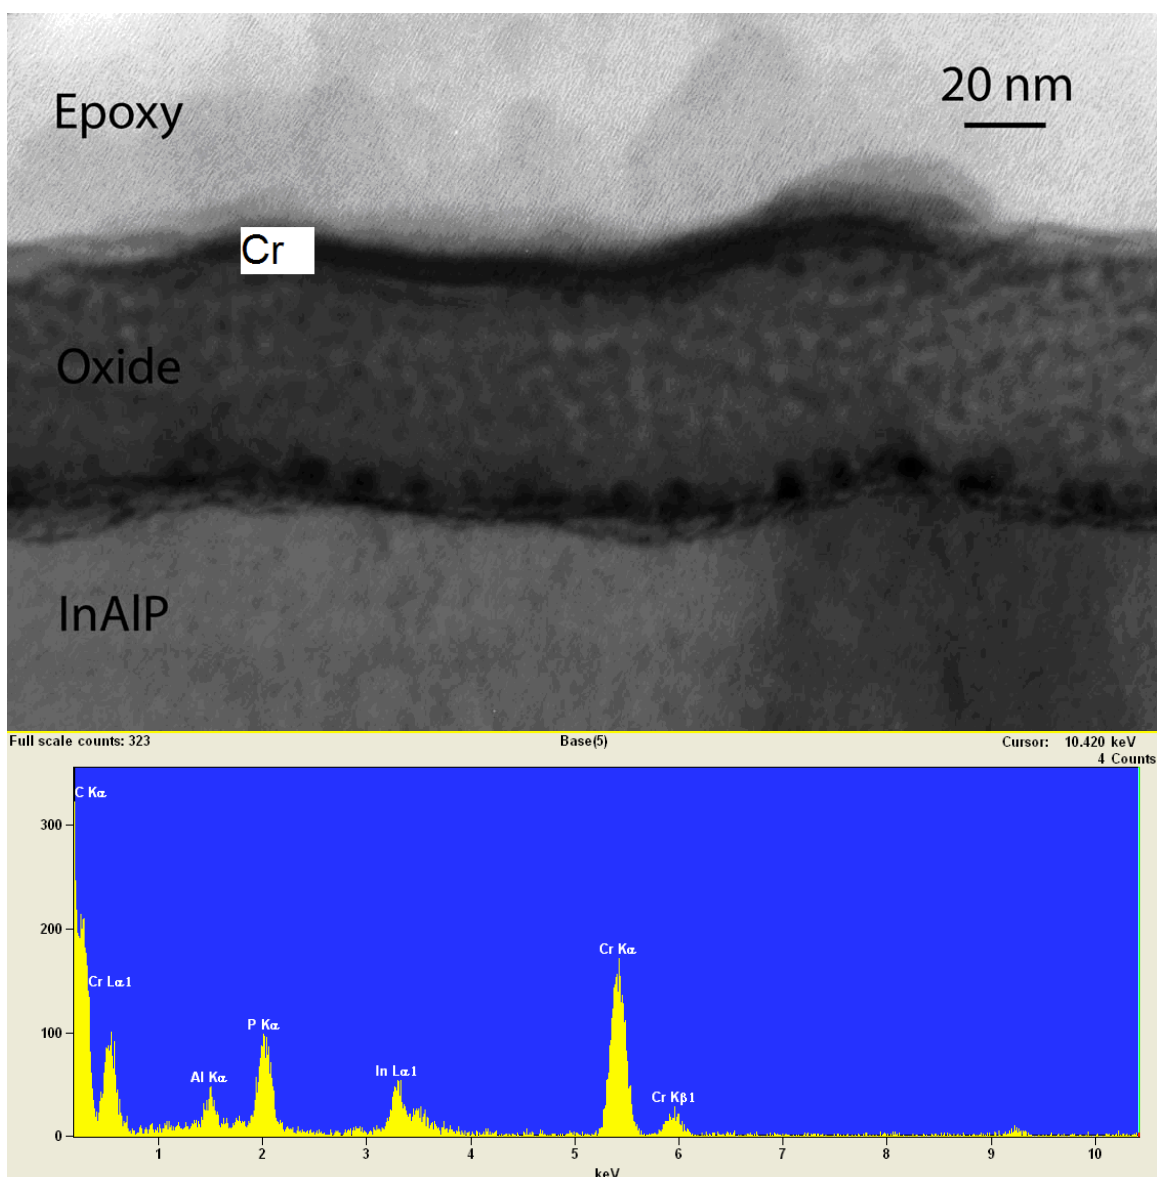 20 nm
Epoxy
Cr
Oxide
InAlP
Full scale counts: 323 Base(5) Cursor: 10.420 keV
4 Counts
C Kα
300
200
Cr Kα
Cr Lα1
100
P Kα
Al Kα
In Lα1
Cr Kβ1
0
1 2 3 4 5 6 7 8 9 10
keV